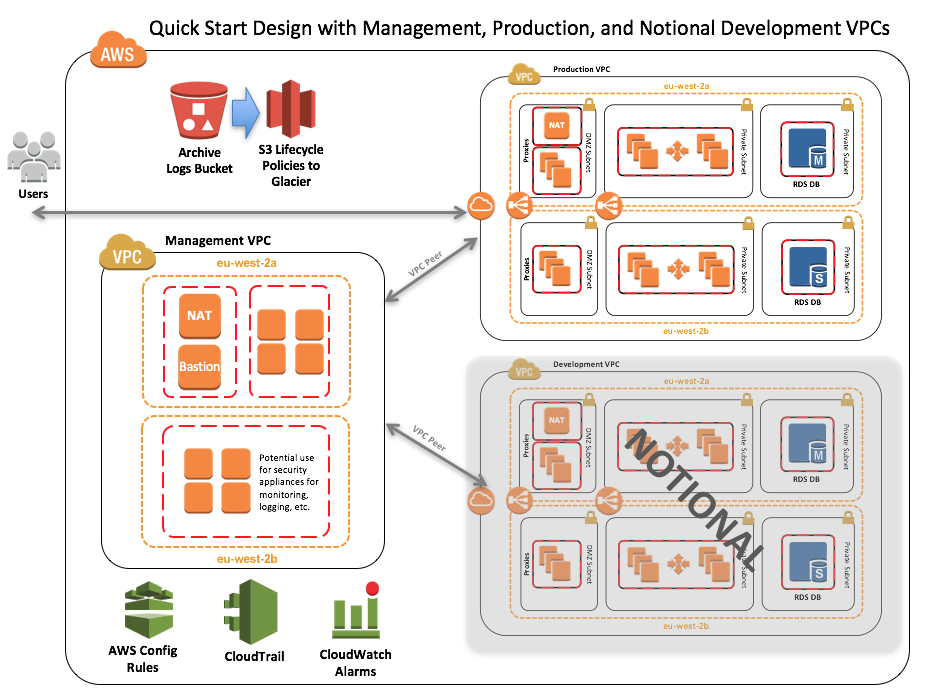 Quick Start Design with Management, Production, and Notional Development VPCs
AWS
Users
Archive
Logs Bucket
S3 Lifecycle
Policies to
Glacier
VPC
Production VPC
eu-west-2a
Proxies
NAT
DMZ Subnet
Private Subnet
M
RDS DB
Private Subnet
Proxies
DMZ Subnet
Private Subnet
S
RDS DB
Private Subnet
eu-west-2b
VPC Peer
VPC
Management VPC
eu-west-2a
NAT
Bastion
Potential use
for security
appliances for
monitoring,
logging, etc.
eu-west-2b
VPC Peer
VPC
Development VPC
eu-west-2a
Proxies
NAT
DMZ Subnet
Private Subnet
M
RDS DB
Private Subnet
NOTIONAL
Proxies
DMZ Subnet
Private Subnet
S
RDS DB
Private Subnet
eu-west-2b
AWS Config
Rules
CloudTrail
CloudWatch
Alarms